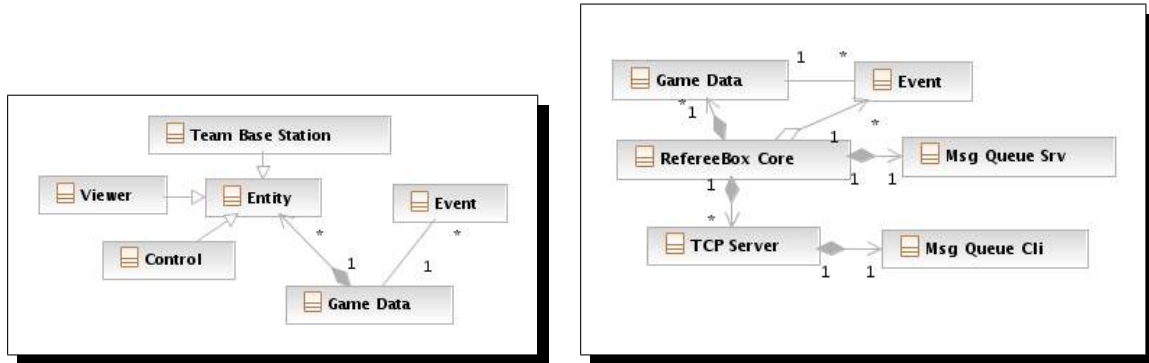 Team Base Station
Viewer
Entity
Event
Control
*
*
1
1
Game Data
1
*
Game Data
Event
*
1
*
1
RefereeBox Core
Msg Queue Srv
1
1
1
*
TCP Server
Msg Queue Cli
1
1